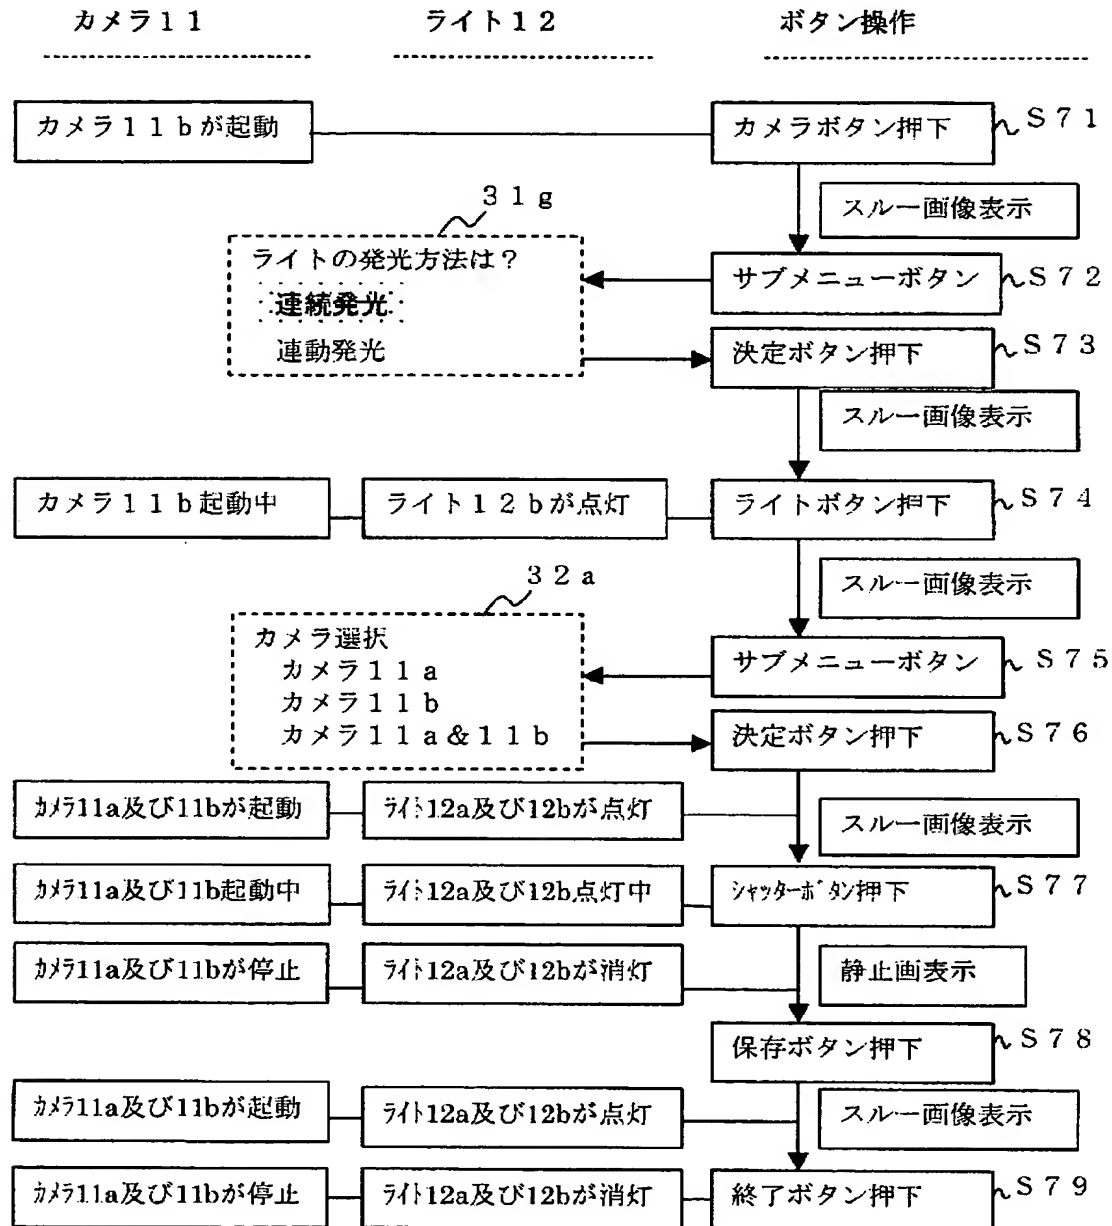 カメラ１１
ライト１２
ボタン操作
カメラ１１ｂが起動
カメラボタン押下
Ｓ７１
スルー画像表示
３１ｇ
ライトの発光方法は？
連続発光
連動発光
サブメニューボタン
Ｓ７２
決定ボタン押下
Ｓ７３
スルー画像表示
カメラ１１ｂ起動中
ライト１２ｂが点灯
ライトボタン押下
Ｓ７４
スルー画像表示
３２ａ
カメラ選択
カメラ１１ａ
カメラ１１ｂ
カメラ１１ａ＆１１ｂ
サブメニューボタン
Ｓ７５
決定ボタン押下
Ｓ７６
ｶﾒﾗ11a及び11bが起動
ﾗｲﾄ12a及び12bが点灯
スルー画像表示
ｶﾒﾗ11a及び11b起動中
ﾗｲﾄ12a及び12b点灯中
ｼｬｯﾀｰﾎﾞﾀﾝ押下
Ｓ７７
ｶﾒﾗ11a及び11bが停止
ﾗｲﾄ12a及び12bが消灯
静止画表示
保存ボタン押下
Ｓ７８
ｶﾒﾗ11a及び11bが起動
ﾗｲﾄ12a及び12bが点灯
スルー画像表示
ｶﾒﾗ11a及び11bが停止
ﾗｲﾄ12a及び12bが消灯
終了ボタン押下
Ｓ７９